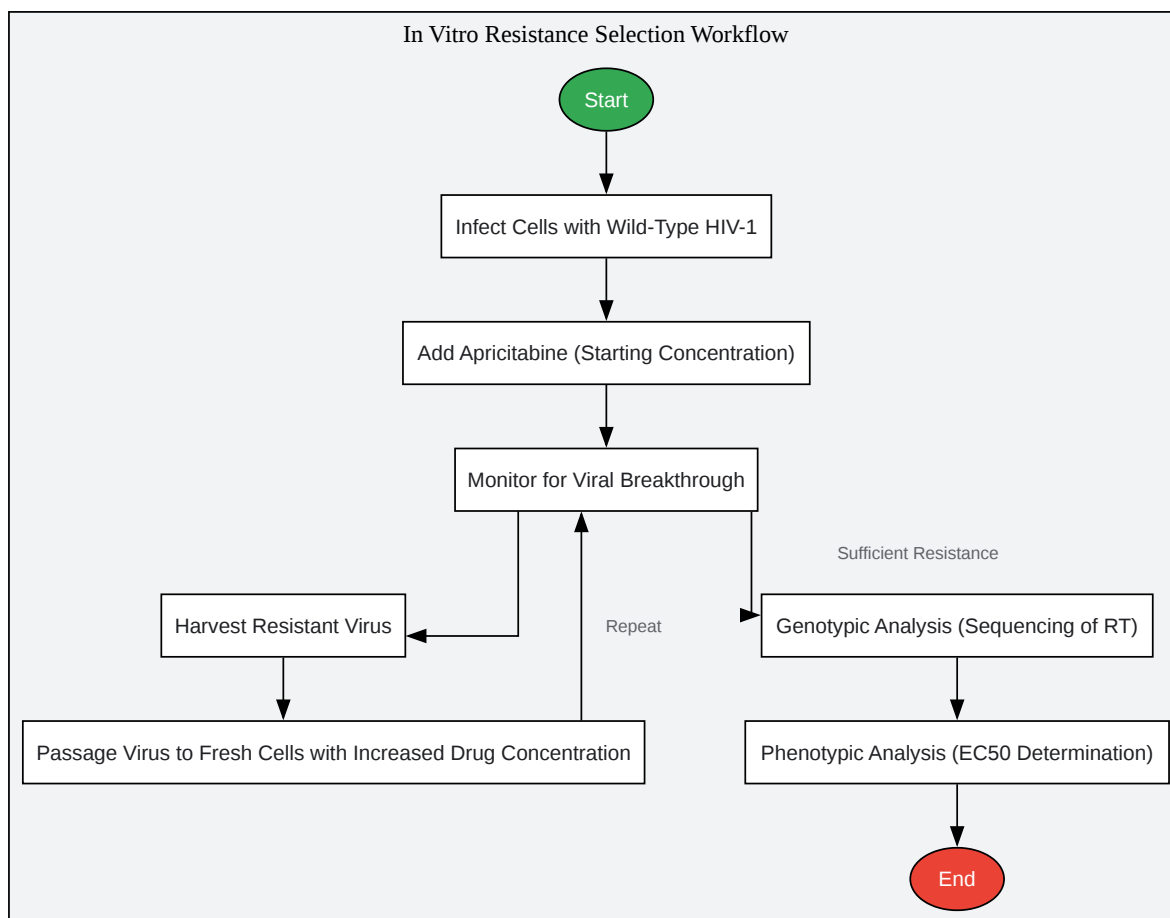 In Vitro Resistance Selection Workflow
Start
Infect Cells with Wild-Type HIV-1
Add Apricitabine (Starting Concentration)
Monitor for Viral Breakthrough
Sufficient Resistance
Harvest Resistant Virus
Repeat
Genotypic Analysis (Sequencing of RT)
Passage Virus to Fresh Cells with Increased Drug Concentration
Phenotypic Analysis (EC50 Determination)
End